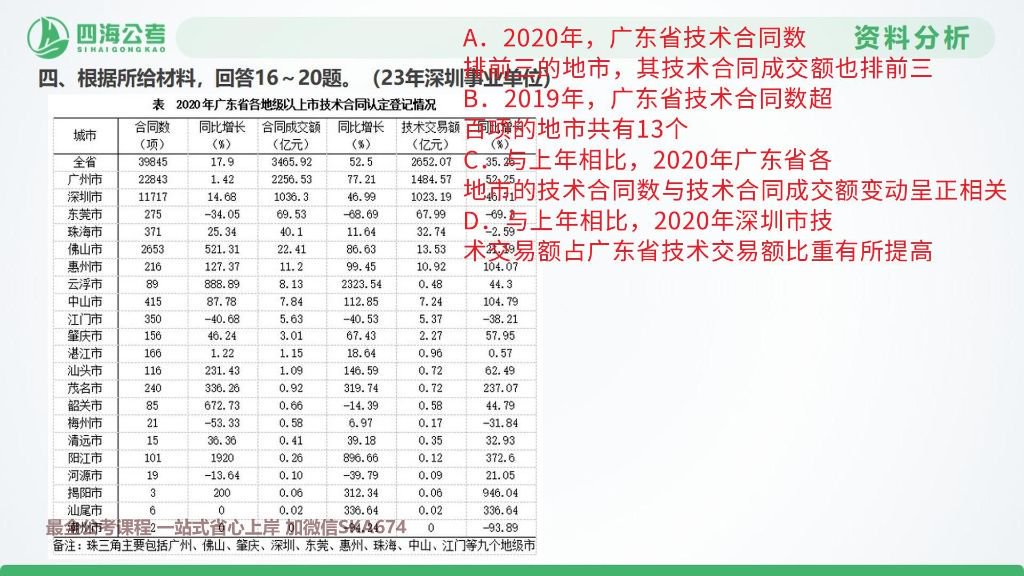 四海公考
SIHAIGONGKAO
资料分析
四、根据所给材料，回答16～20题。（23年深圳事业单位）
A．2020年，广东省技术合同数
排前三的地市，其技术合同成交额也排前三
B．2019年，广东省技术合同数超
百项的地市共有13个
C．与上年相比，2020年广东省各
地市的技术合同数与技术合同成交额变动呈正相关
D．与上年相比，2020年深圳市技
术交易额占广东省技术交易额比重有所提高
表 2020年广东省各地级以上市技术合同认定登记情况
城市 合同数（项） 同比增长（%） 合同成交额（亿元） 同比增长（%） 技术交易额（亿元） 同比增长（%）
全省 39845 17.9 3465.92 52.5 2652.07 35.26
广州市 22843 1.42 2256.53 77.21 1484.57 52.25
深圳市 11717 14.68 1036.3 46.99 1023.19 46.71
东莞市 275 -34.05 69.53 -68.69 67.99 -69.2
珠海市 371 25.34 40.1 11.64 32.74 -2.59
佛山市 2653 521.31 22.41 86.63 13.53
惠州市 216 127.37 11.2 99.45 10.92 104.07
云浮市 89 888.89 8.13 2323.54 0.48 44.3
中山市 415 87.78 7.84 112.85 7.24 104.79
江门市 350 -40.68 5.63 -40.53 5.37 -38.21
肇庆市 156 46.24 3.01 67.43 2.27 57.95
湛江市 166 1.22 1.15 18.64 0.96 0.57
汕头市 116 231.43 1.09 146.59 0.72 62.49
茂名市 240 336.26 0.92 319.74 0.72 237.07
韶关市 85 672.73 0.66 -14.39 0.58 44.79
梅州市 21 -53.33 0.58 6.97 0.17 -31.84
清远市 15 36.36 0.41 39.18 0.35 32.93
阳江市 101 1920 0.26 896.66 0.12 372.6
河源市 19 -13.64 0.10 -39.79 0.09 21.05
揭阳市 3 200 0.06 312.34 0.06 946.04
汕尾市 6 0 0.02 336.64 0.02 336.64
潮州市 2 0 0 -93.89
最全公考课程 一站式省心上岸 加微信
备注：珠三角主要包括广州、佛山、肇庆、深圳、东莞、惠州、珠海、中山、江门等九个地级市